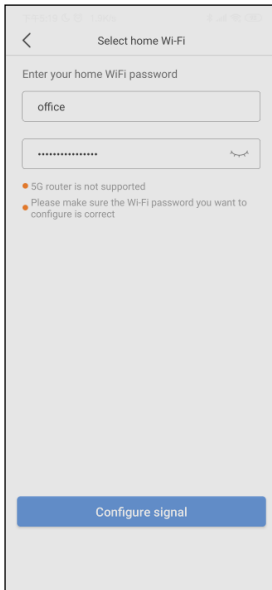 Select home Wi-Fi
Enter your home WiFi password
office
••••••••••••••••
5G router is not supported
Please make sure the Wi-Fi password you want to
configure is correct
Configure signal